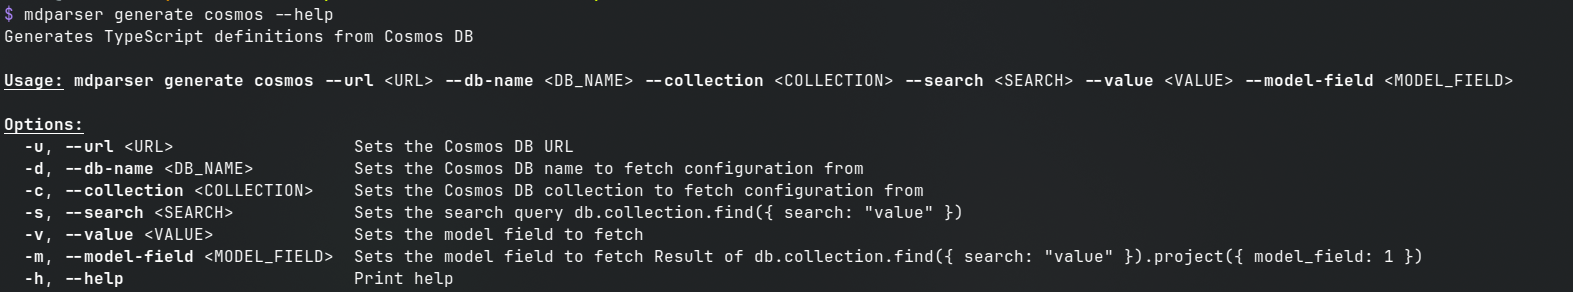 $ mdparser generate cosmos --help
Generates TypeScript definitions from Cosmos DB
Usage: mdparser generate cosmos --url <URL> --db-name <DB_NAME> --collection <COLLECTION> --search <SEARCH> --value <VALUE> --model-field <MODEL_FIELD>
Options:
-u, --url <URL> Sets the Cosmos DB URL
-d, --db-name <DB_NAME> Sets the Cosmos DB name to fetch configuration from
-c, --collection <COLLECTION> Sets the Cosmos DB collection to fetch configuration from
-s, --search <SEARCH> Sets the search query db.collection.find({ search: "value" })
-v, --value <VALUE> Sets the model field to fetch
-m, --model-field <MODEL_FIELD> Sets the model field to fetch Result of db.collection.find({ search: "value" }).project({ model_field: 1 })
-h, --help Print help